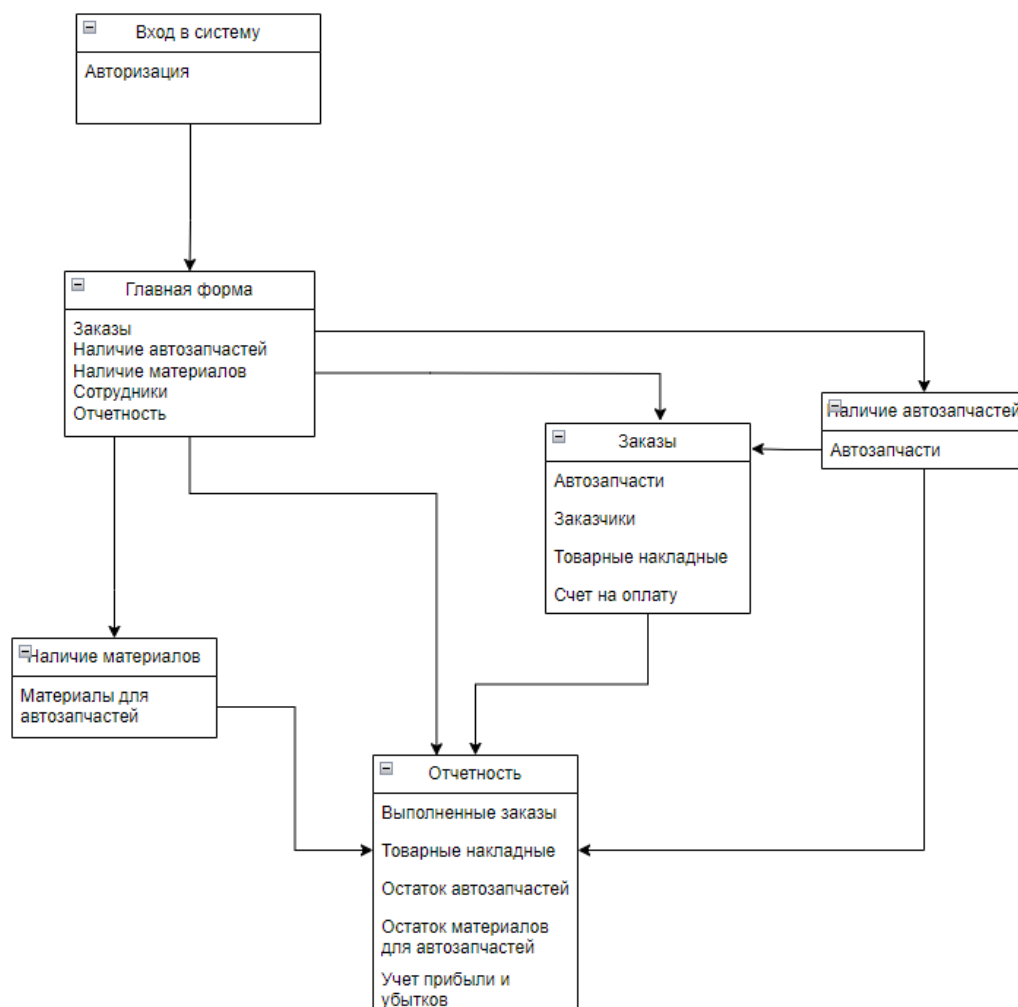 Вход в систему
Авторизация
Главная форма
Заказы
Наличие автозапчастей
Наличие материалов
Сотрудники
Отчетность
Наличие автозапчастей
Автозапчасти
Заказы
Автозапчасти
Заказчики
Товарные накладные
Счет на оплату
Наличие материалов
Материалы для
автозапчастей
Отчетность
Выполненные заказы
Товарные накладные
Остаток автозапчастей
Остаток материалов
для автозапчастей
Учет прибыли и
убытков